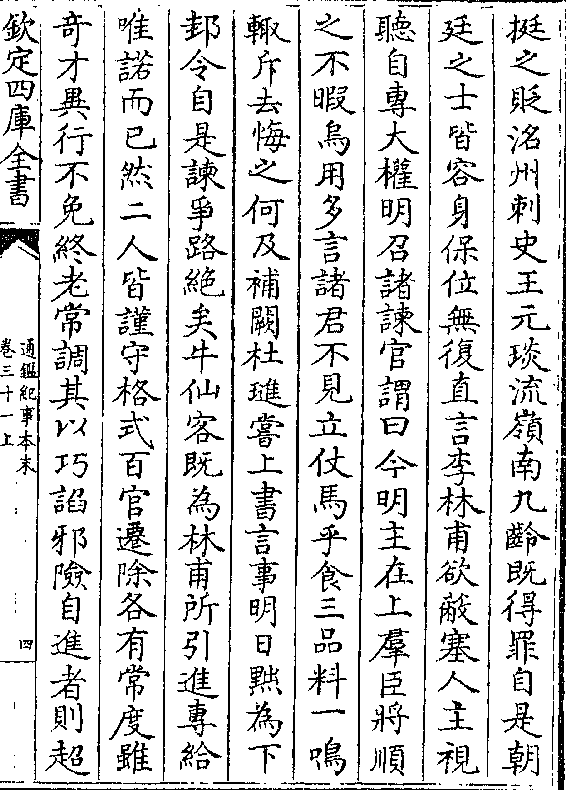 挺之貶洺州刺史王元琰流嶺南九齡既得罪自是朝
廷之士皆容身保位無復直言李林甫欲蔽塞人主視
聽自專大權明召諸諫官謂曰今明主在上羣臣將順
之不暇烏用多言諸君不見立仗馬乎食三品料一鳴
輙斥去悔之何及補闕杜璡嘗上書言事明日黜為下
邽令自是諫爭路絶矣牛仙客既為林甫所引進專給
唯諾而已然二人皆謹守格式百官遷除各有常度雖
奇才異行不免終老常調其以巧諂邪險自進者則超
欽定四庫全書
通鑑紀事本末
卷三十一上
四